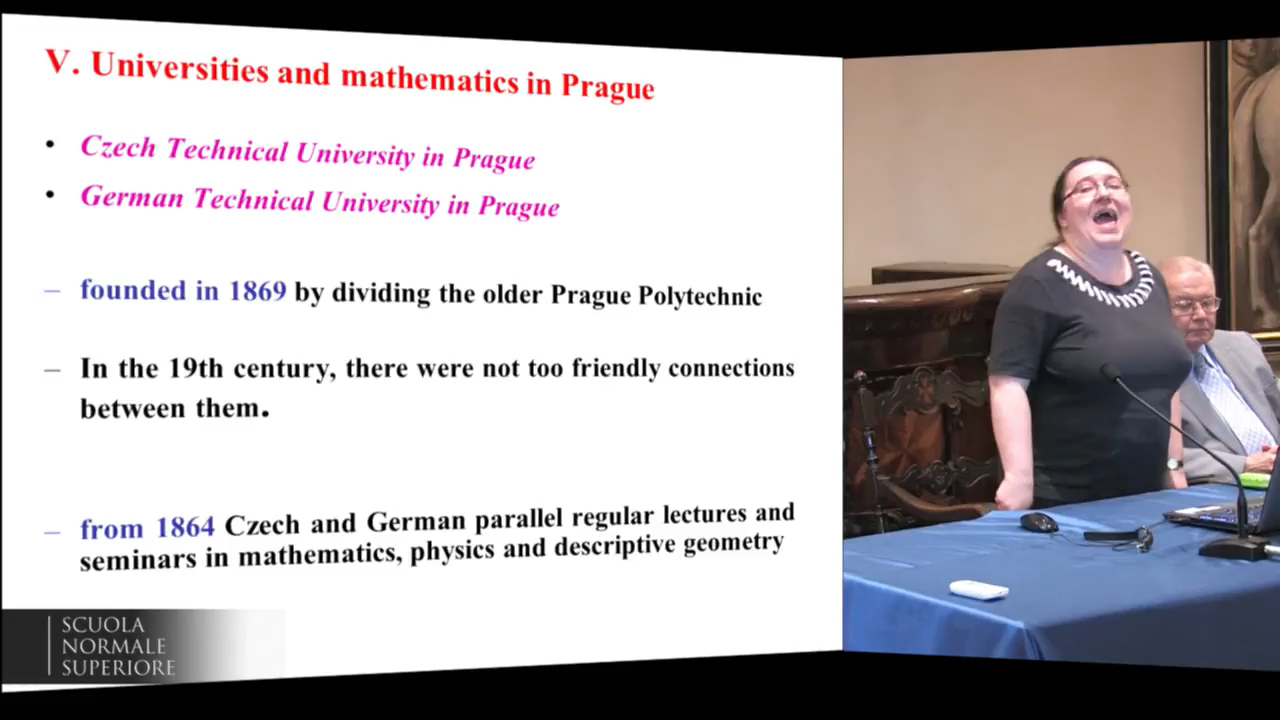 V. Universities and mathematics in Prague
• Czech Technical University in Prague
• German Technical University in Prague
– founded in 1869 by dividing the older Prague Polytechnic
– In the 19th century, there were not too friendly connections
between them.
– from 1864 Czech and German parallel regular lectures and
seminars in mathematics, physics and descriptive geometry
SCUOLA
NORMALE
SUPERIORE